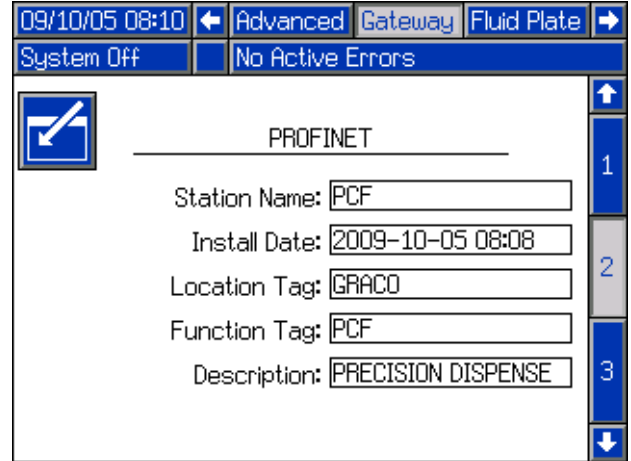 09/10/05 08:10 Advanced Gateway Fluid Plate
System Off No Active Errors
PROFINET
1
Station Name: PCF
Install Date: 2009-10-05 08:08
2
Location Tag: GRACO
Function Tag: PCF
Description: PRECISION DISPENSE
3